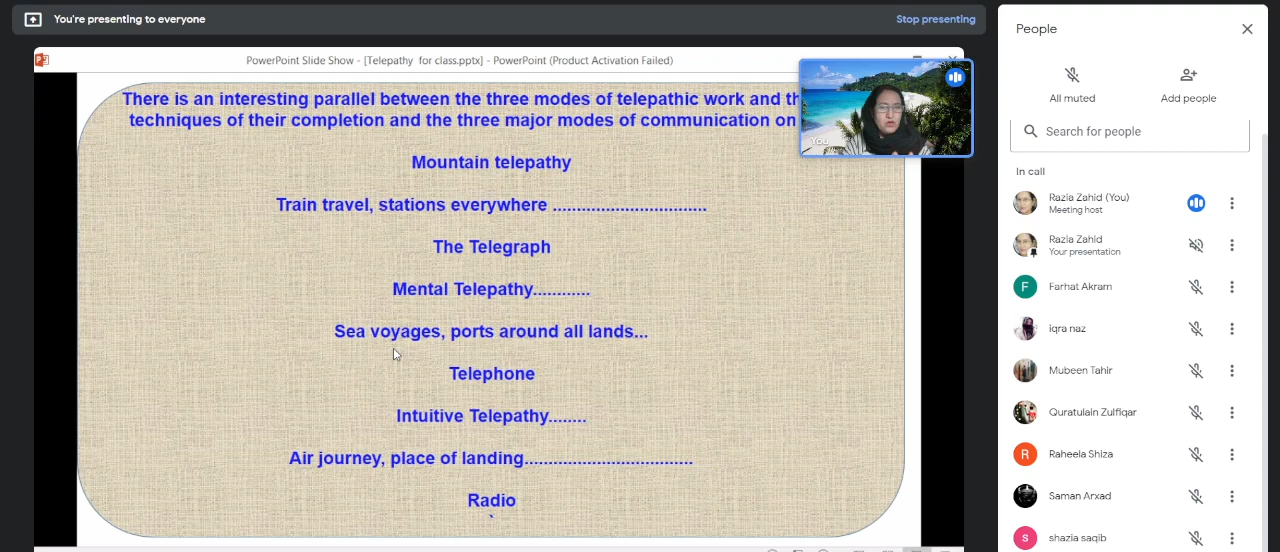 You're presenting to everyone
Stop presenting
PowerPoint Slide Show - [Telepathy for class.pptx] - PowerPoint (Product Activation Failed)
There is an interesting parallel between the three modes of telepathic work and
techniques of their completion and the three major modes of communication on
Mountain telepathy
Train travel, stations everywhere ................................
The Telegraph
Mental Telepathy............
Sea voyages, ports around all lands...
Telephone
Intuitive Telepathy........
Air journey, place of landing...................................
Radio
You
People
All muted
Add people
Search for people
In call
Razia Zahid (You)
Meeting host
Razia Zahid
Your presentation
F
Farhat Akram
iqra naz
Mubeen Tahir
Quratulain Zulfiqar
R
Raheela Shiza
Saman Arxad
s
shazia saqib